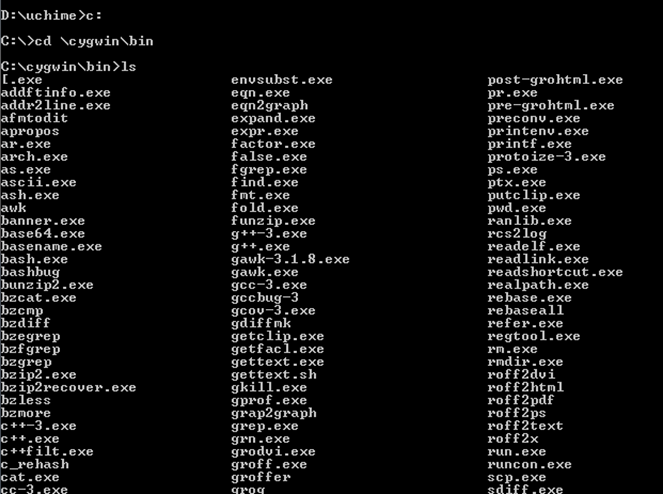 D:\uchime>c:
C:\>cd \cygwin\bin
C:\cygwin\bin>ls
[.exe envsubst.exe post-grohtml.exe
addftinfo.exe eqn.exe pr.exe
addr2line.exe eqn2graph pre-grohtml.exe
afmtodit expand.exe preconv.exe
apropos expr.exe printenv.exe
ar.exe factor.exe printf.exe
arch.exe false.exe protoize-3.exe
as.exe fgrep.exe ps.exe
ascii.exe find.exe ptx.exe
ash.exe fmt.exe putclip.exe
awk fold.exe pwd.exe
banner.exe funzip.exe ranlib.exe
base64.exe g++-3.exe rcs2log
basename.exe g++.exe readelf.exe
bash.exe gawk-3.1.8.exe readlink.exe
bashbug gawk.exe readshortcut.exe
bunzip2.exe gcc-3.exe realpath.exe
bzcat.exe gccbug-3 rebase.exe
bzcmp gcov-3.exe rebaseall
bzdiff gdiffmk refer.exe
bzegrep getclip.exe regtool.exe
bzfgrep getfacl.exe rm.exe
bzgrep gettext.exe rmdir.exe
bzip2.exe gettext.sh roff2dvi
bzip2recover.exe gkill.exe roff2html
bzless gprof.exe roff2pdf
bzmore grap2graph roff2ps
c++-3.exe grep.exe roff2text
c++.exe grn.exe roff2x
c++filt.exe grodvi.exe run.exe
c_rehash groff.exe runcon.exe
cat.exe groffer scp.exe
cc-3.exe grog sdiff.exe